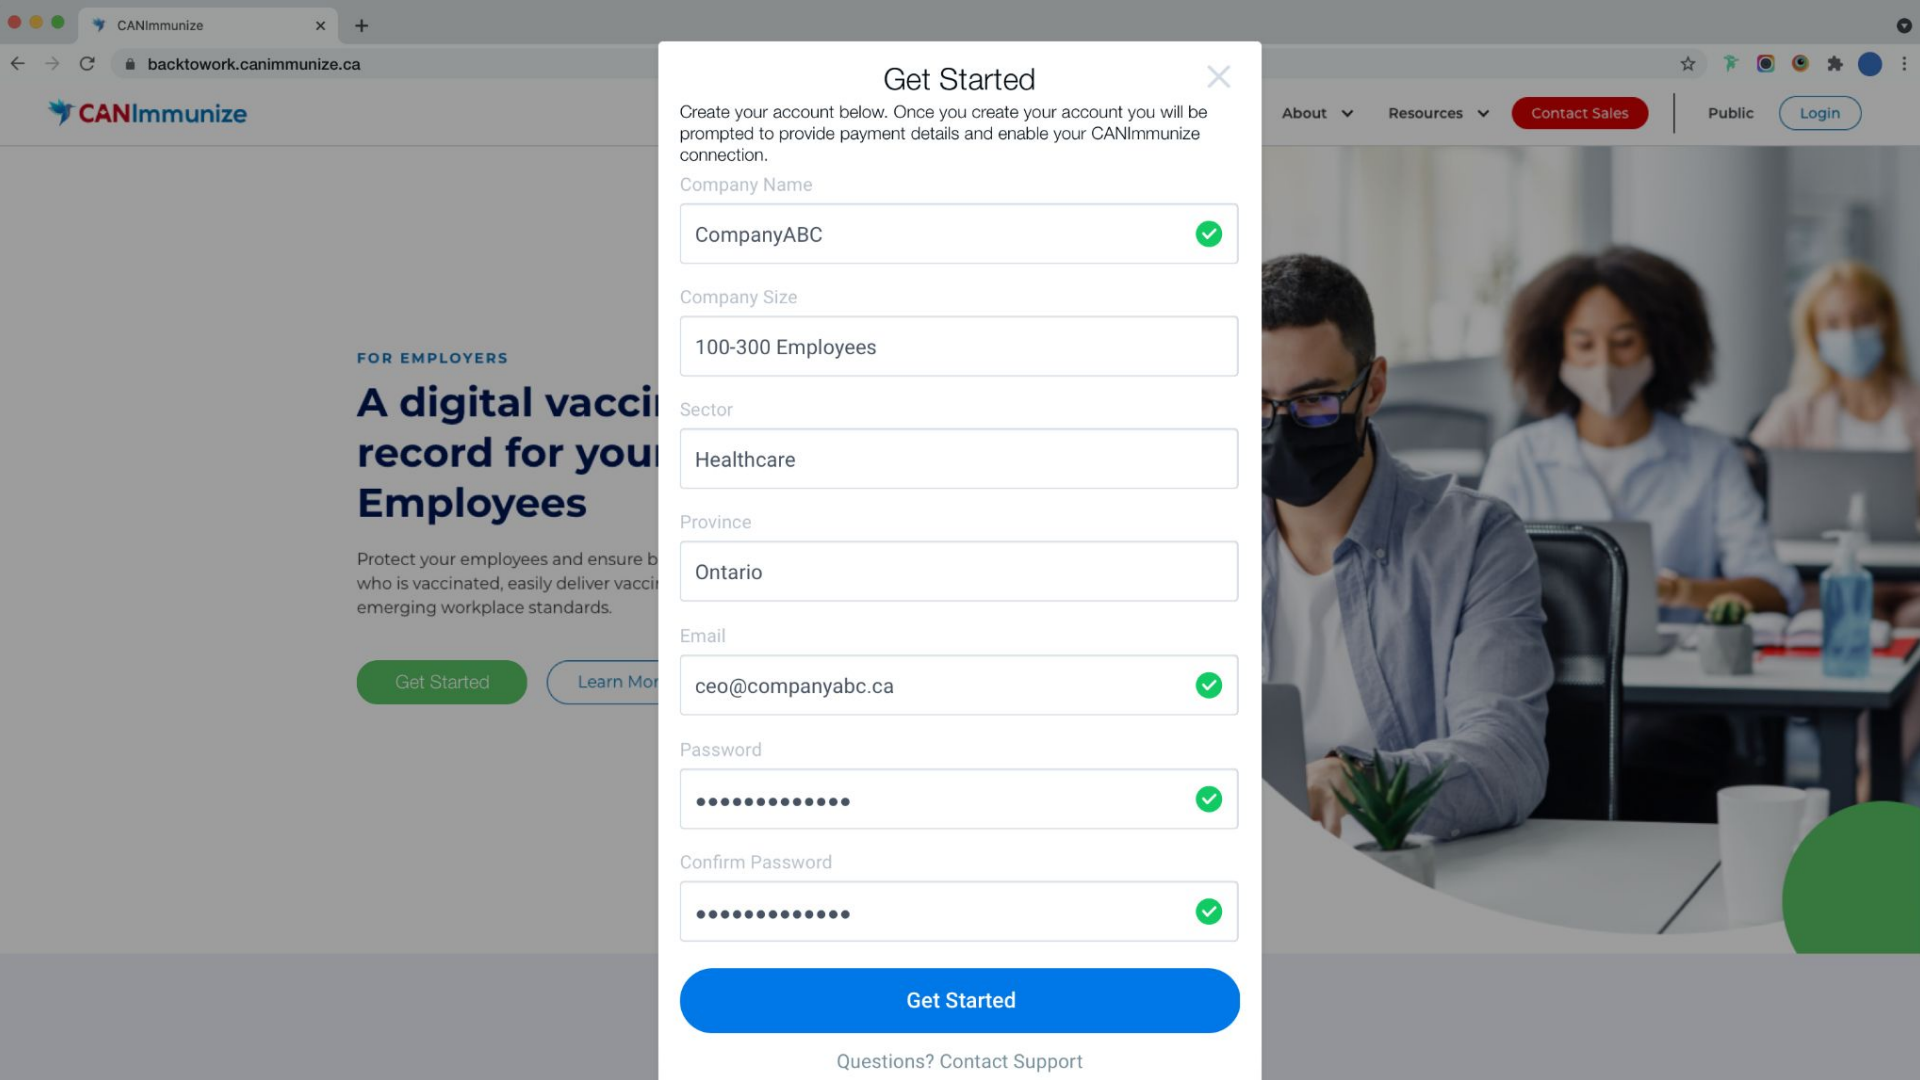 CANImmunize
backtowork.canimmunize.ca
CANImmunize
About
Resources
Contact Sales
Public
Login
FOR EMPLOYERS
A digital vacci
record for your
Employees
Protect your employees and ensure b
who is vaccinated, easily deliver vacci
emerging workplace standards.
Get Started
Learn Mor
Get Started
Create your account below. Once you create your account you will be
prompted to provide payment details and enable your CANImmunize
connection.
Company Name
CompanyABC
Company Size
100-300 Employees
Sector
Healthcare
Province
Ontario
Email
ceo@companyabc.ca
Password
•••••••••••••
Confirm Password
•••••••••••••
Get Started
Questions? Contact Support